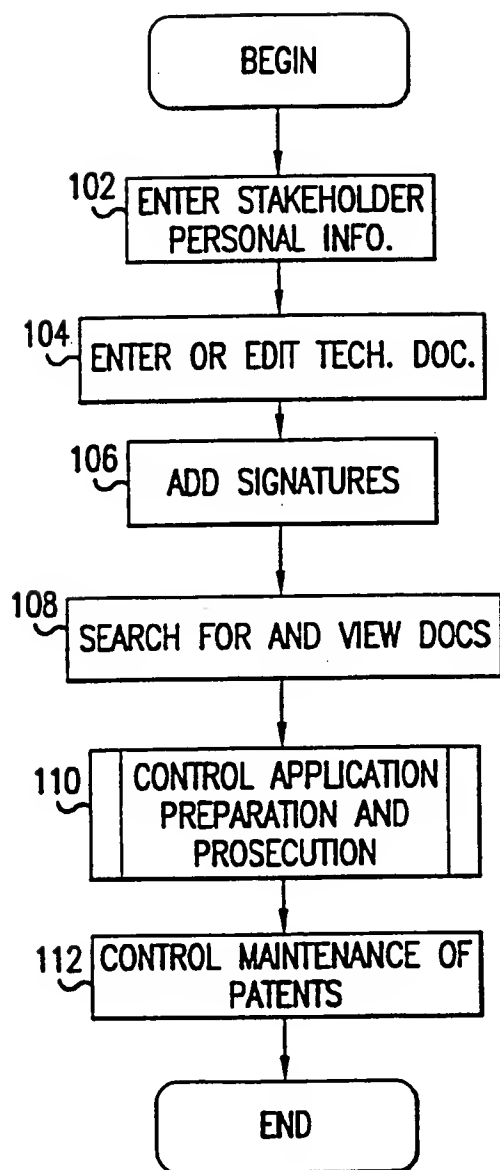 BEGIN
102
ENTER STAKEHOLDER
PERSONAL INFO.
104
ENTER OR EDIT TECH. DOC.
106
ADD SIGNATURES
108
SEARCH FOR AND VIEW DOCS
110
CONTROL APPLICATION
PREPARATION AND
PROSECUTION
112
CONTROL MAINTENANCE OF
PATENTS
END